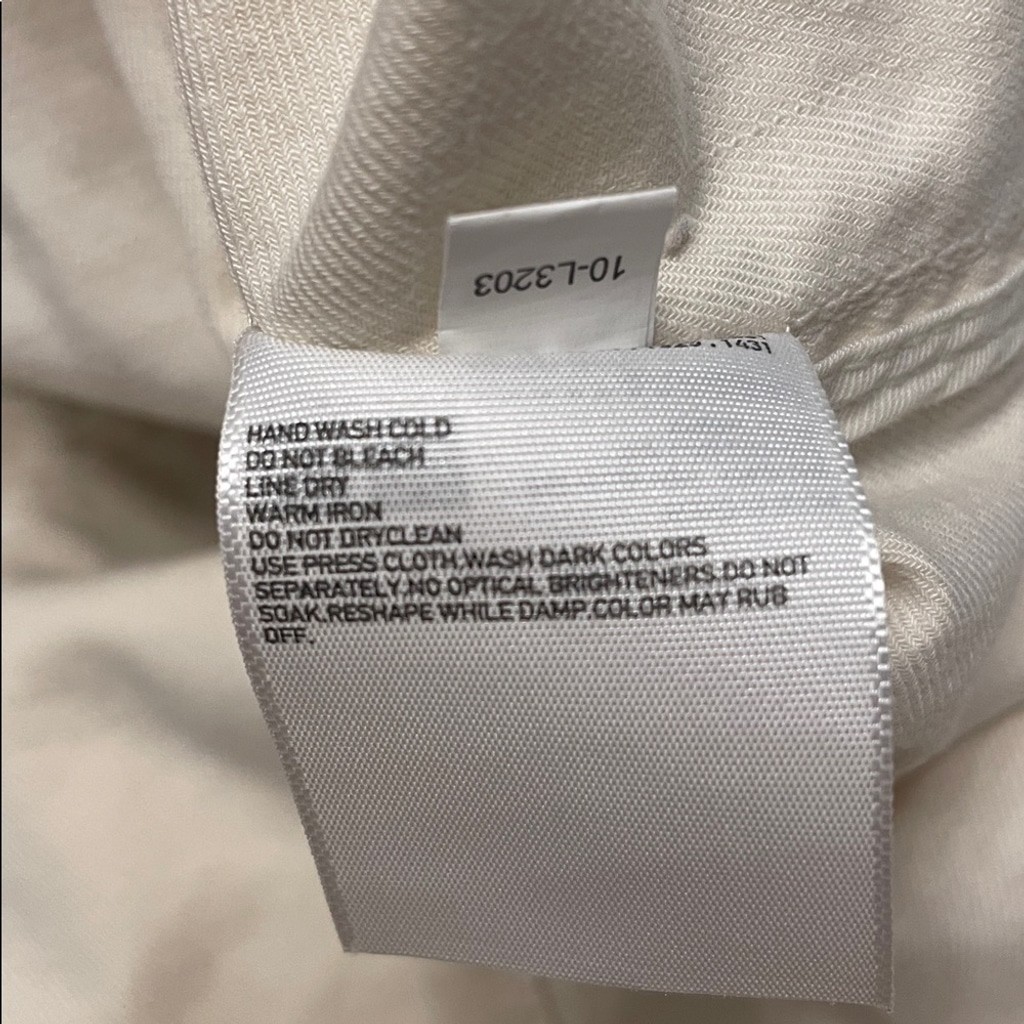 10-L3203
HAND WASH COLD
DO NOT BLEACH
LINE DRY
WARM IRON
DO NOT DRYCLEAN
USE PRESS CLOTH.WASH DARK COLORS
SEPARATELY.NO OPTICAL BRIGHTENERS.DO NOT
SOAK.RESHAPE WHILE DAMP.COLOR MAY RUB
OFF.